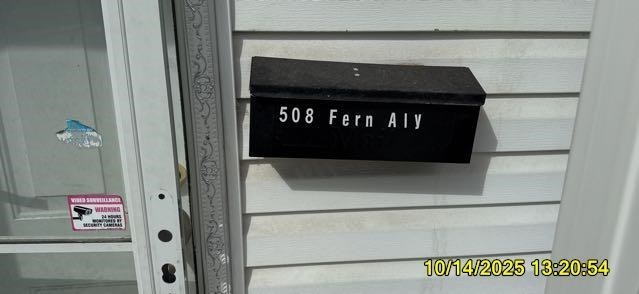 508 Fern Aly
VIDEO SURVEILLANCE
WARNING
24 HOURS
MONITORED BY
SECURITY CAMERAS
10/14/2025 13:20:54